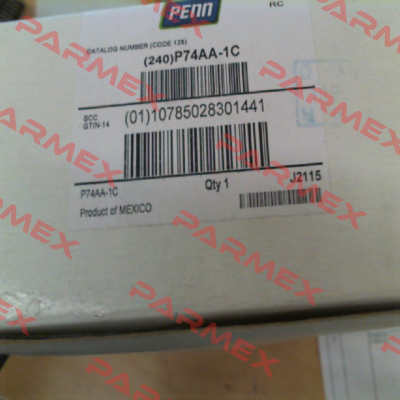 PENN
RC
CATALOG NUMBER (CODE 128)
(240)P74AA-1C
SCC
GTIN-14
(01)10785028301441
P74AA-1C
Qty 1
J2115
Product of MEXICO
PARMEX
PARMEX
PARMEX
PARMEX
PARMEX
PARMEX